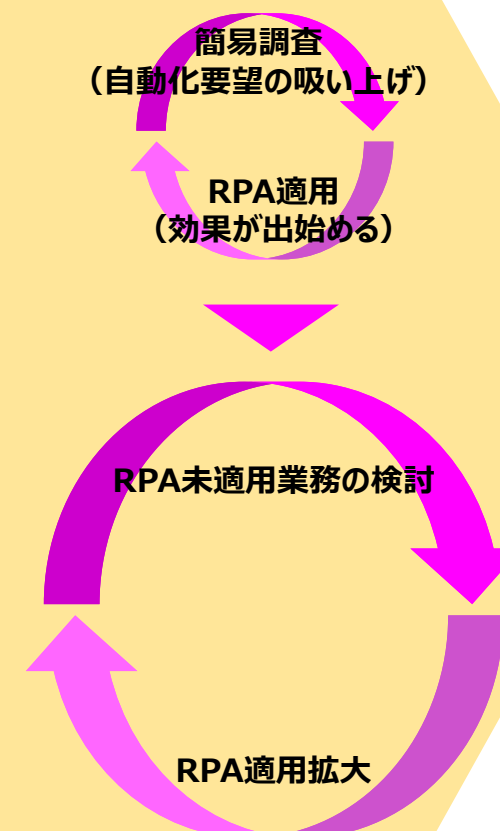 簡易調査
（自動化要望の吸い上げ）
RPA適用
（効果が出始める）
RPA未適用業務の検討
RPA適用拡大